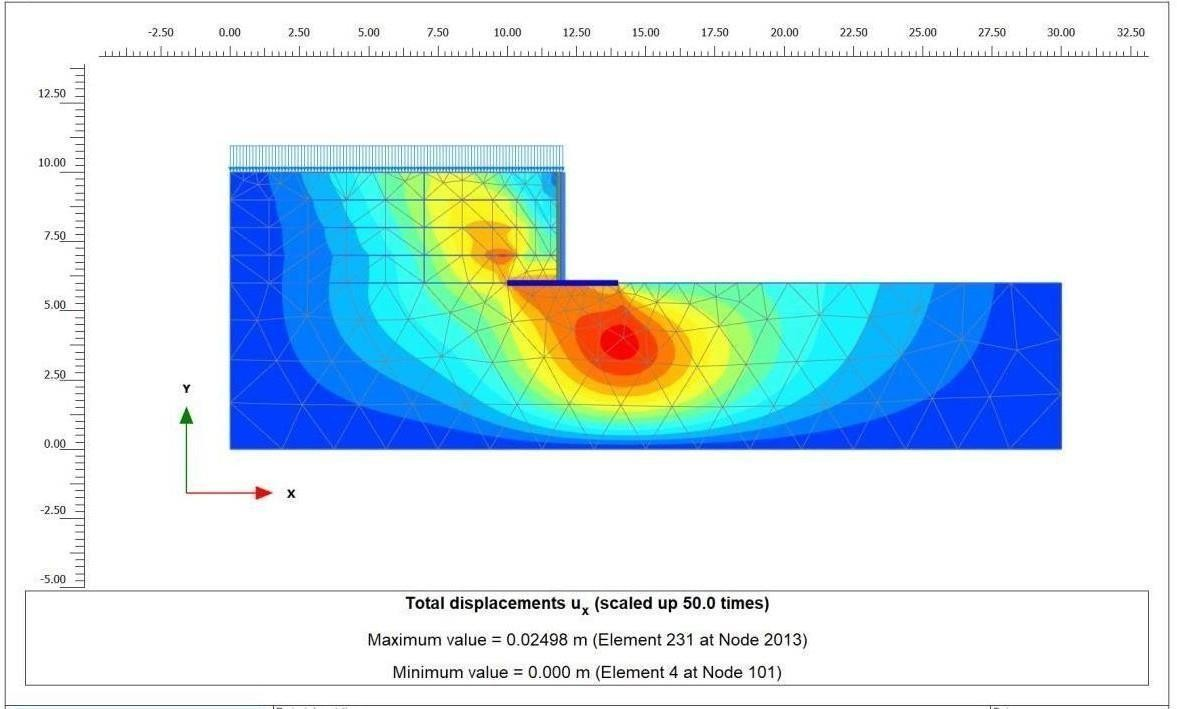 -2.50 0.00 2.50 5.00 7.50 10.00 12.50 15.00 17.50 20.00 22.50 25.00 27.50 30.00 32.50
12.50
10.00
7.50
5.00
2.50
0.00
-2.50
-5.00
Y
X
Total displacements uₓ (scaled up 50.0 times)
Maximum value = 0.02498 m (Element 231 at Node 2013)
Minimum value = 0.000 m (Element 4 at Node 101)